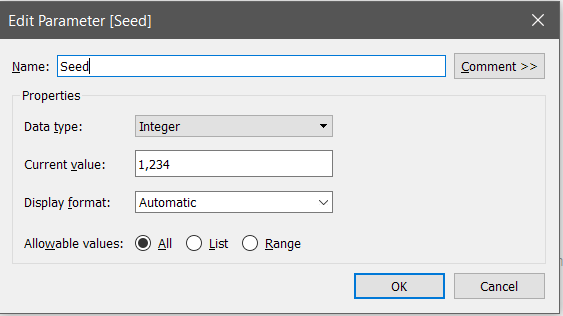 Edit Parameter [Seed]
Name: Seed Comment >>
Properties
Data type: Integer
Current value: 1,234
Display format: Automatic
Allowable values: All List Range
OK Cancel